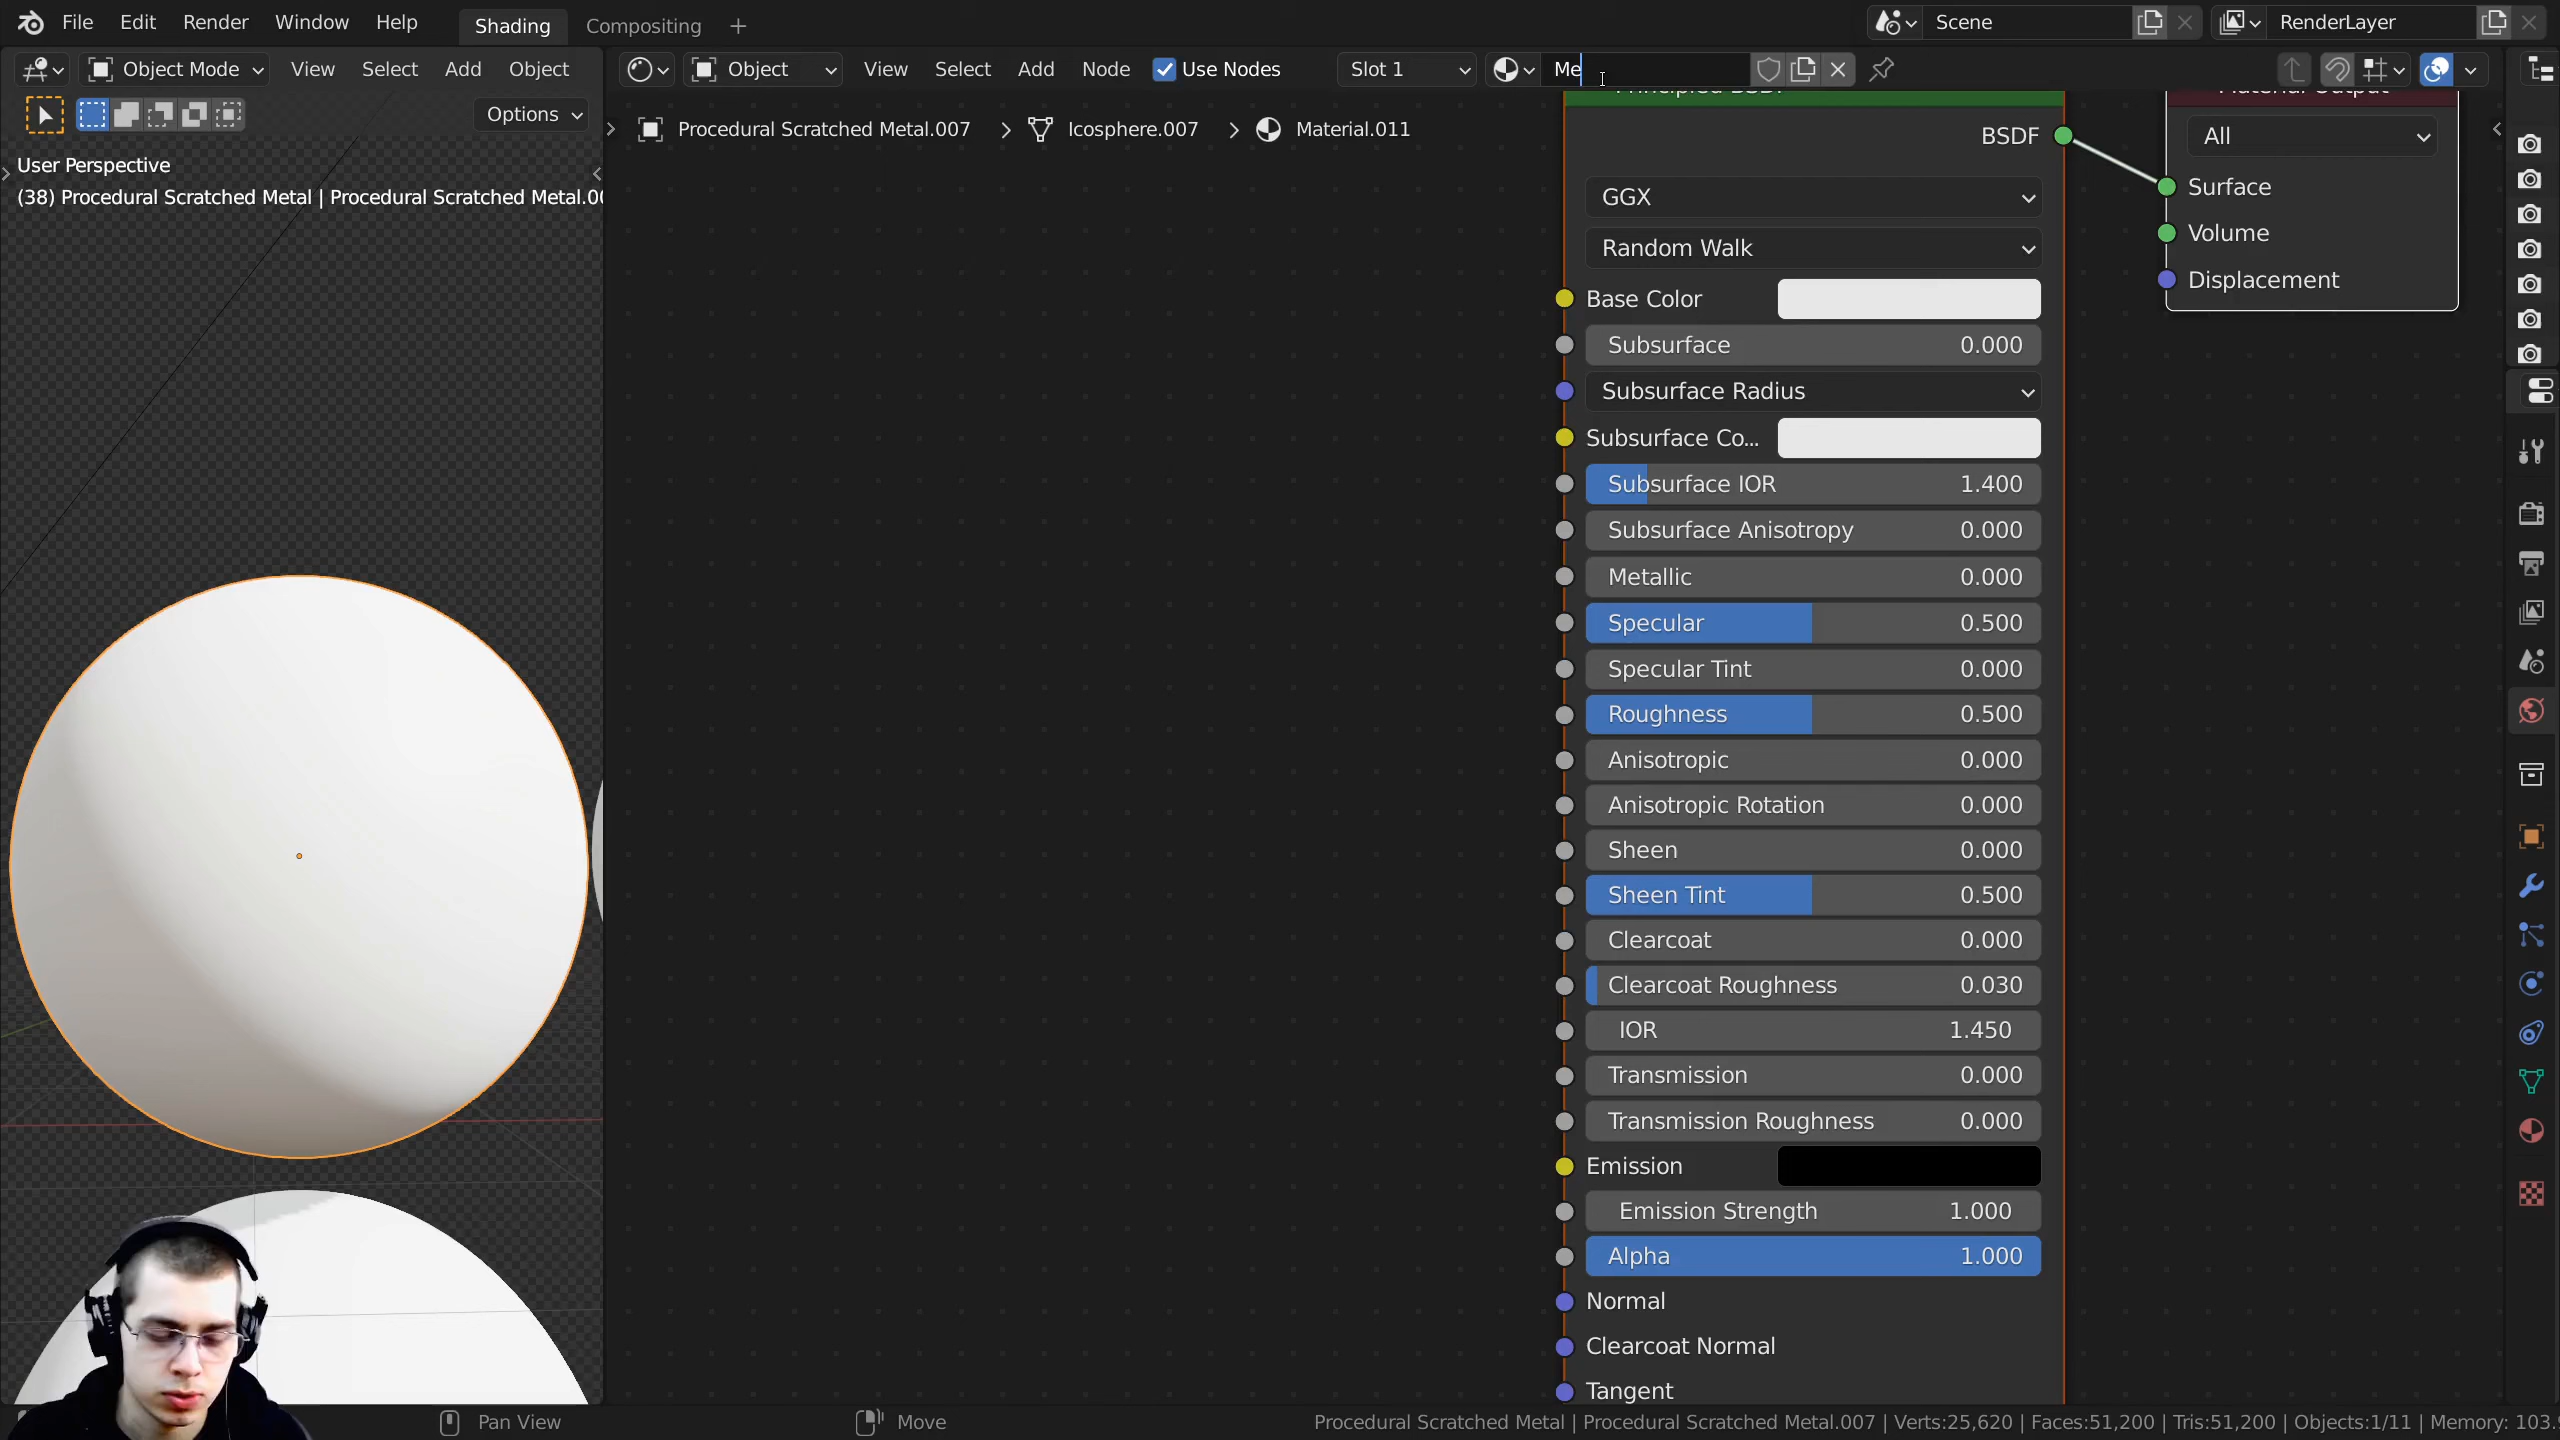 File Edit Render Window Help Shading Compositing + Scene RenderLayer
Object Mode View Select Add Object Object View Select Add Node Use Nodes Slot 1 Me
Options
Procedural Scratched Metal.007 > Icosphere.007 > Material.011
User Perspective
(38) Procedural Scratched Metal | Procedural Scratched Metal.00
Principled BSDF
BSDF
GGX
Random Walk
Base Color
Subsurface 0.000
Subsurface Radius
Subsurface Co...
Subsurface IOR 1.400
Subsurface Anisotropy 0.000
Metallic 0.000
Specular 0.500
Specular Tint 0.000
Roughness 0.500
Anisotropic 0.000
Anisotropic Rotation 0.000
Sheen 0.000
Sheen Tint 0.500
Clearcoat 0.000
Clearcoat Roughness 0.030
IOR 1.450
Transmission 0.000
Transmission Roughness 0.000
Emission
Emission Strength 1.000
Alpha 1.000
Normal
Clearcoat Normal
Tangent
Material Output
All
Surface
Volume
Displacement
Pan View Move Procedural Scratched Metal | Procedural Scratched Metal.007 | Verts:25,620 | Faces:51,200 | Tris:51,200 | Objects:1/11 | Memory: 103.